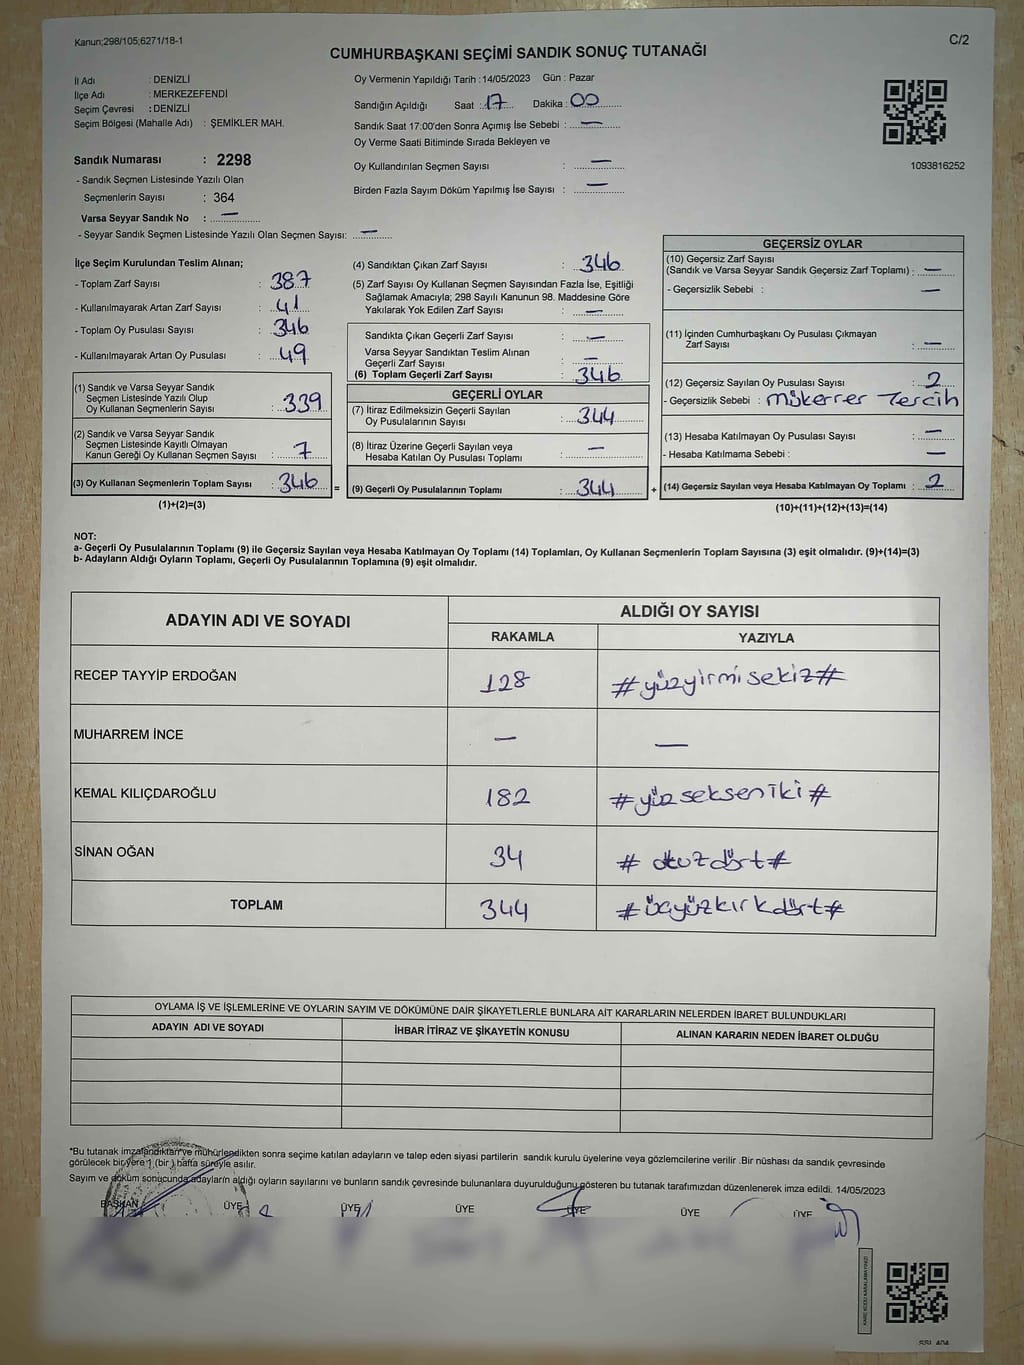 Kanun;298/105;6271/18-1
C/2
CUMHURBAŞKANI SEÇİMİ SANDIK SONUÇ TUTANAĞI
İl Adı : DENİZLİ
İlçe Adı : MERKEZEFENDİ
Seçim Çevresi : DENİZLİ
Seçim Bölgesi (Mahalle Adı) : ŞEMİKLER MAH.
Sandık Numarası : 2298
- Sandık Seçmen Listesinde Yazılı Olan
Seçmenlerin Sayısı : 364
Varsa Seyyar Sandık No : —
- Seyyar Sandık Seçmen Listesinde Yazılı Olan Seçmen Sayısı: —
Oy Vermenin Yapıldığı Tarih : 14/05/2023 Gün : Pazar
Sandığın Açıldığı Saat : 17 Dakika : 00
Sandık Saat 17:00'den Sonra Açımış İse Sebebi : —
Oy Verme Saati Bitiminde Sırada Bekleyen ve
Oy Kullandırılan Seçmen Sayısı : —
Birden Fazla Sayım Döküm Yapılmış İse Sayısı : —
1093816252
İlçe Seçim Kurulundan Teslim Alınan;
- Toplam Zarf Sayısı : 387
- Kullanılmayarak Artan Zarf Sayısı : 41
- Toplam Oy Pusulası Sayısı : 346
- Kullanılmayarak Artan Oy Pusulası : 49
(1) Sandık ve Varsa Seyyar Sandık
Seçmen Listesinde Yazılı Olup
Oy Kullanan Seçmenlerin Sayısı : 339
(2) Sandık ve Varsa Seyyar Sandık
Seçmen Listesinde Kayıtlı Olmayan
Kanun Gereği Oy Kullanan Seçmen Sayısı : 7
(3) Oy Kullanan Seçmenlerin Toplam Sayısı : 346 =
(1)+(2)=(3)
(4) Sandıktan Çıkan Zarf Sayısı : 346
(5) Zarf Sayısı Oy Kullanan Seçmen Sayısından Fazla İse, Eşitliği
Sağlamak Amacıyla; 298 Sayılı Kanunun 98. Maddesine Göre
Yakılarak Yok Edilen Zarf Sayısı : —
Sandıkta Çıkan Geçerli Zarf Sayısı : —
Varsa Seyyar Sandıktan Teslim Alınan
Geçerli Zarf Sayısı : —
(6) Toplam Geçerli Zarf Sayısı : 346
GEÇERLİ OYLAR
(7) İtiraz Edilmeksizin Geçerli Sayılan
Oy Pusulalarının Sayısı : 344
(8) İtiraz Üzerine Geçerli Sayılan veya
Hesaba Katılan Oy Pusulası Toplamı : —
(9) Geçerli Oy Pusulalarının Toplamı : 344 +
GEÇERSİZ OYLAR
(10) Geçersiz Zarf Sayısı
(Sandık ve Varsa Seyyar Sandık Geçersiz Zarf Toplamı) : —
- Geçersizlik Sebebi : —
(11) İçinden Cumhurbaşkanı Oy Pusulası Çıkmayan
Zarf Sayısı : —
(12) Geçersiz Sayılan Oy Pusulası Sayısı : 2
- Geçersizlik Sebebi : mükerrer Tercih
(13) Hesaba Katılmayan Oy Pusulası Sayısı : —
- Hesaba Katılmama Sebebi : —
(14) Geçersiz Sayılan veya Hesaba Katılmayan Oy Toplamı : 2
(10)+(11)+(12)+(13)=(14)
NOT:
a- Geçerli Oy Pusulalarının Toplamı (9) ile Geçersiz Sayılan veya Hesaba Katılmayan Oy Toplamı (14) Toplamları, Oy Kullanan Seçmenlerin Toplam Sayısına (3) eşit olmalıdır. (9)+(14)=(3)
b- Adayların Aldığı Oyların Toplamı, Geçerli Oy Pusulalarının Toplamına (9) eşit olmalıdır.
ADAYIN ADI VE SOYADI ALDIĞI OY SAYISI
RAKAMLA YAZIYLA
RECEP TAYYİP ERDOĞAN 128 #yüzyirmisekiz#
MUHARREM İNCE — —
KEMAL KILIÇDAROĞLU 182 #yüzsekseniki#
SİNAN OĞAN 34 #otuzdört#
TOPLAM 344 #üçyüzkırkdört#
OYLAMA İŞ VE İŞLEMLERİNE VE OYLARIN SAYIM VE DÖKÜMÜNE DAİR ŞİKAYETLERLE BUNLARA AİT KARARLARIN NELERDEN İBARET BULUNDUKLARI
ADAYIN ADI VE SOYADI İHBAR İTİRAZ VE ŞİKAYETİN KONUSU ALINAN KARARIN NEDEN İBARET OLDUĞU
*Bu tutanak imzalandıktan ve mühürlendikten sonra seçime katılan adayların ve talep eden siyasi partilerin sandık kurulu üyelerine veya gözlemcilerine verilir .Bir nüshası da sandık çevresinde
görülecek bir yere 1 (bir ) hafta süreyle asılır.
Sayım ve döküm sonucunda adayların aldığı oyların sayılarını ve bunların sandık çevresinde bulunanlara duyurulduğunu gösteren bu tutanak tarafımızdan düzenlenerek imza edildi. 14/05/2023
BAŞKAN ÜYE ÜYE ÜYE ÜYE ÜYE ÜYE